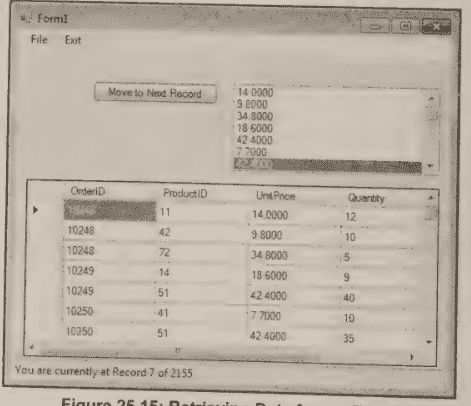 Form1
File Exit
Move to Next Record
14.0000
9.8000
34.8000
18.6000
42.4000
7.7000
OrderID ProductID UnitPrice Quantity
11 14.0000 12
10248 42 9.8000 10
10248 72 34.8000 5
10249 14 18.6000 9
10249 51 42.4000 40
10250 41 7.7000 10
10250 51 42.4000 35
You are currently at Record 7 of 2155
Figure 25.15: Retrieving Data